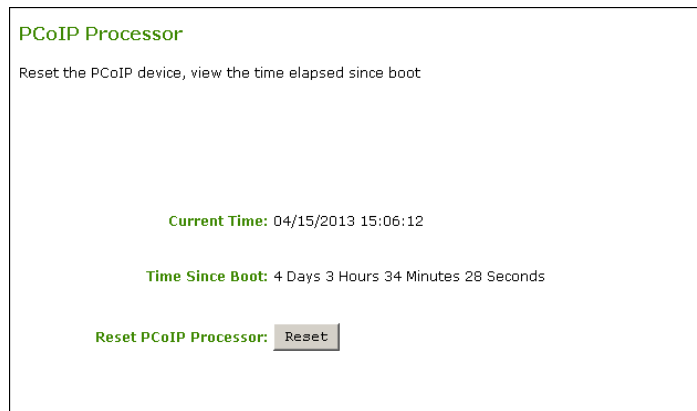 PCoIP Processor
Reset the PCoIP device, view the time elapsed since boot
Current Time: 04/15/2013 15:06:12
Time Since Boot: 4 Days 3 Hours 34 Minutes 28 Seconds
Reset PCoIP Processor: Reset